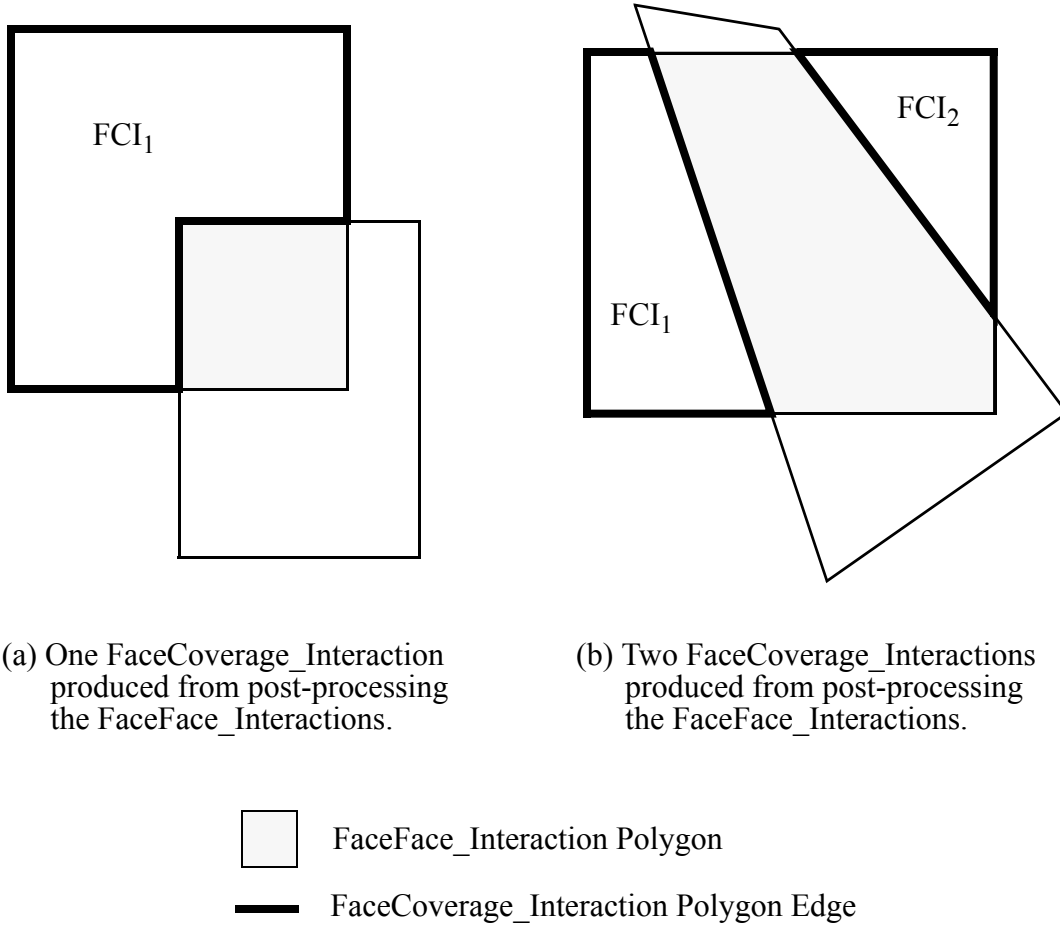 FCI1
FCI2
FCI1
(a) One FaceCoverage_Interaction
produced from post-processing
the FaceFace_Interactions.
(b) Two FaceCoverage_Interactions
produced from post-processing
the FaceFace_Interactions.
FaceFace_Interaction Polygon
FaceCoverage_Interaction Polygon Edge